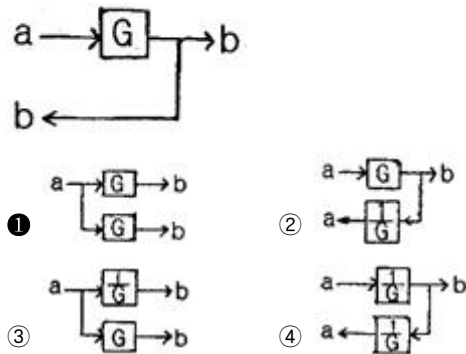 a G b
b
❶ a G b
G b
② a G b
a 1/G
③ a 1/G b
G b
④ a 1/G b
a 1/G